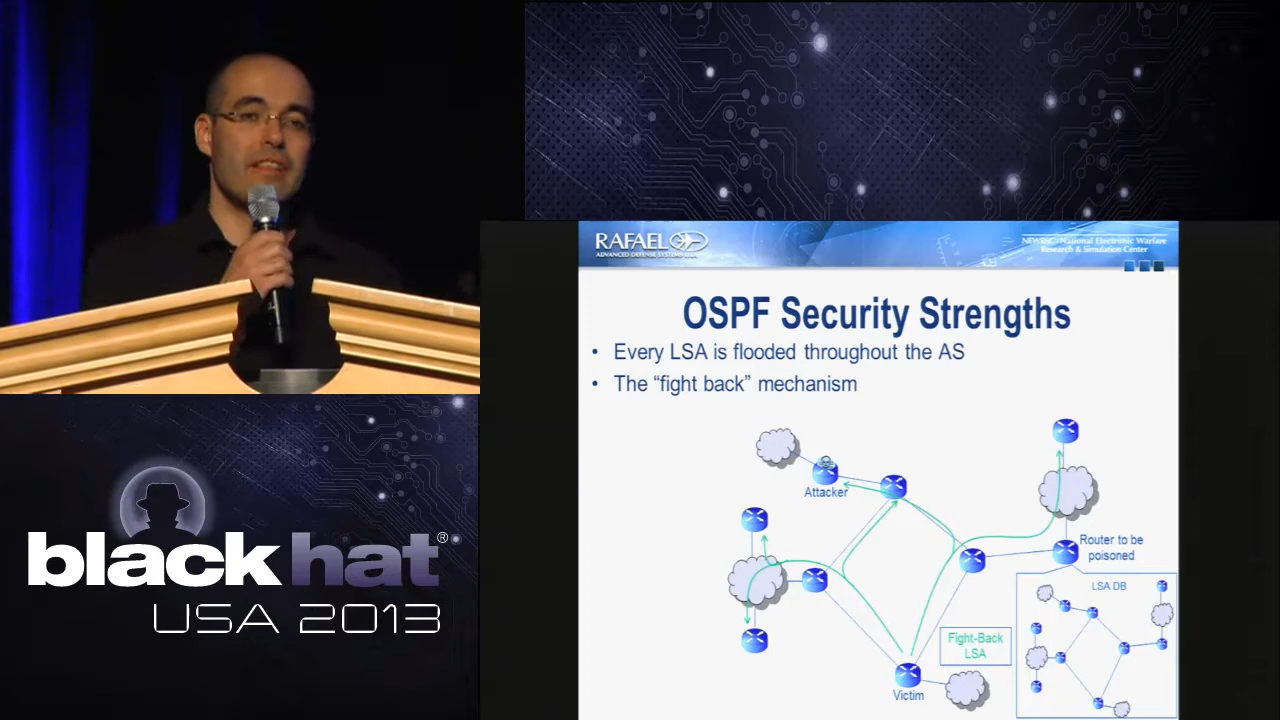 RAFAEL
ADVANCED DEFENSE SYSTEMS LTD.
National Electronic Warfare
Research & Simulation Center
OSPF Security Strengths
• Every LSA is flooded throughout the AS
• The “fight back” mechanism
Attacker
Router to be
poisoned
LSA DB
Fight-Back
LSA
Victim
black hat®
USA 2013